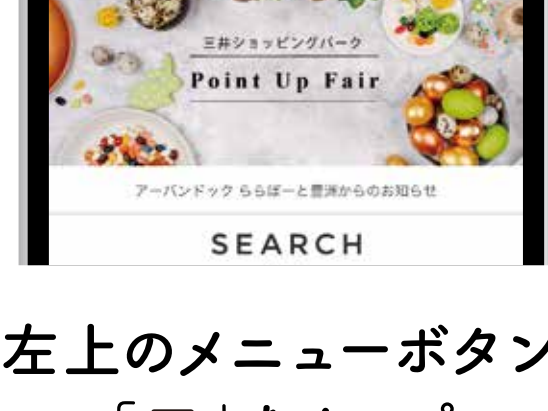 三井ショッピングパーク
Point Up Fair
アーバンドック ららぽーと豊洲からのお知らせ
SEARCH
左上のメニューボタン